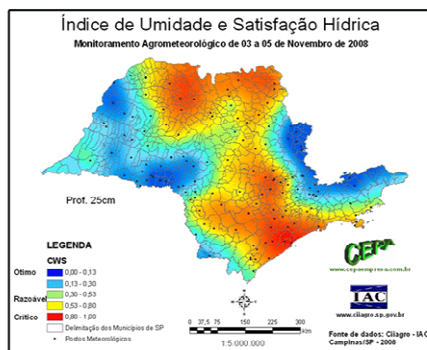 Índice de Umidade e Satisfação Hídrica
Monitoramento Agrometeorológico de 03 a 05 de Novembro de 2008
Prof. 25cm
LEGENDA
CWS
Ótimo 0,00 - 0,13
0,13 - 0,30
Razoável 0,30 - 0,53
0,53 - 0,80
Crítico 0,80 - 1,00
Delimitação dos Municípios de SP
Postos Meteorológicos
0 37,5 75 150 225 300
Km
1:5.000.000
CEPA
www.cepaempresa.com.br
IAC
www.ciiagro.sp.gov.br
Fonte de dados: Ciiagro - IAC
Campinas/SP - 2008